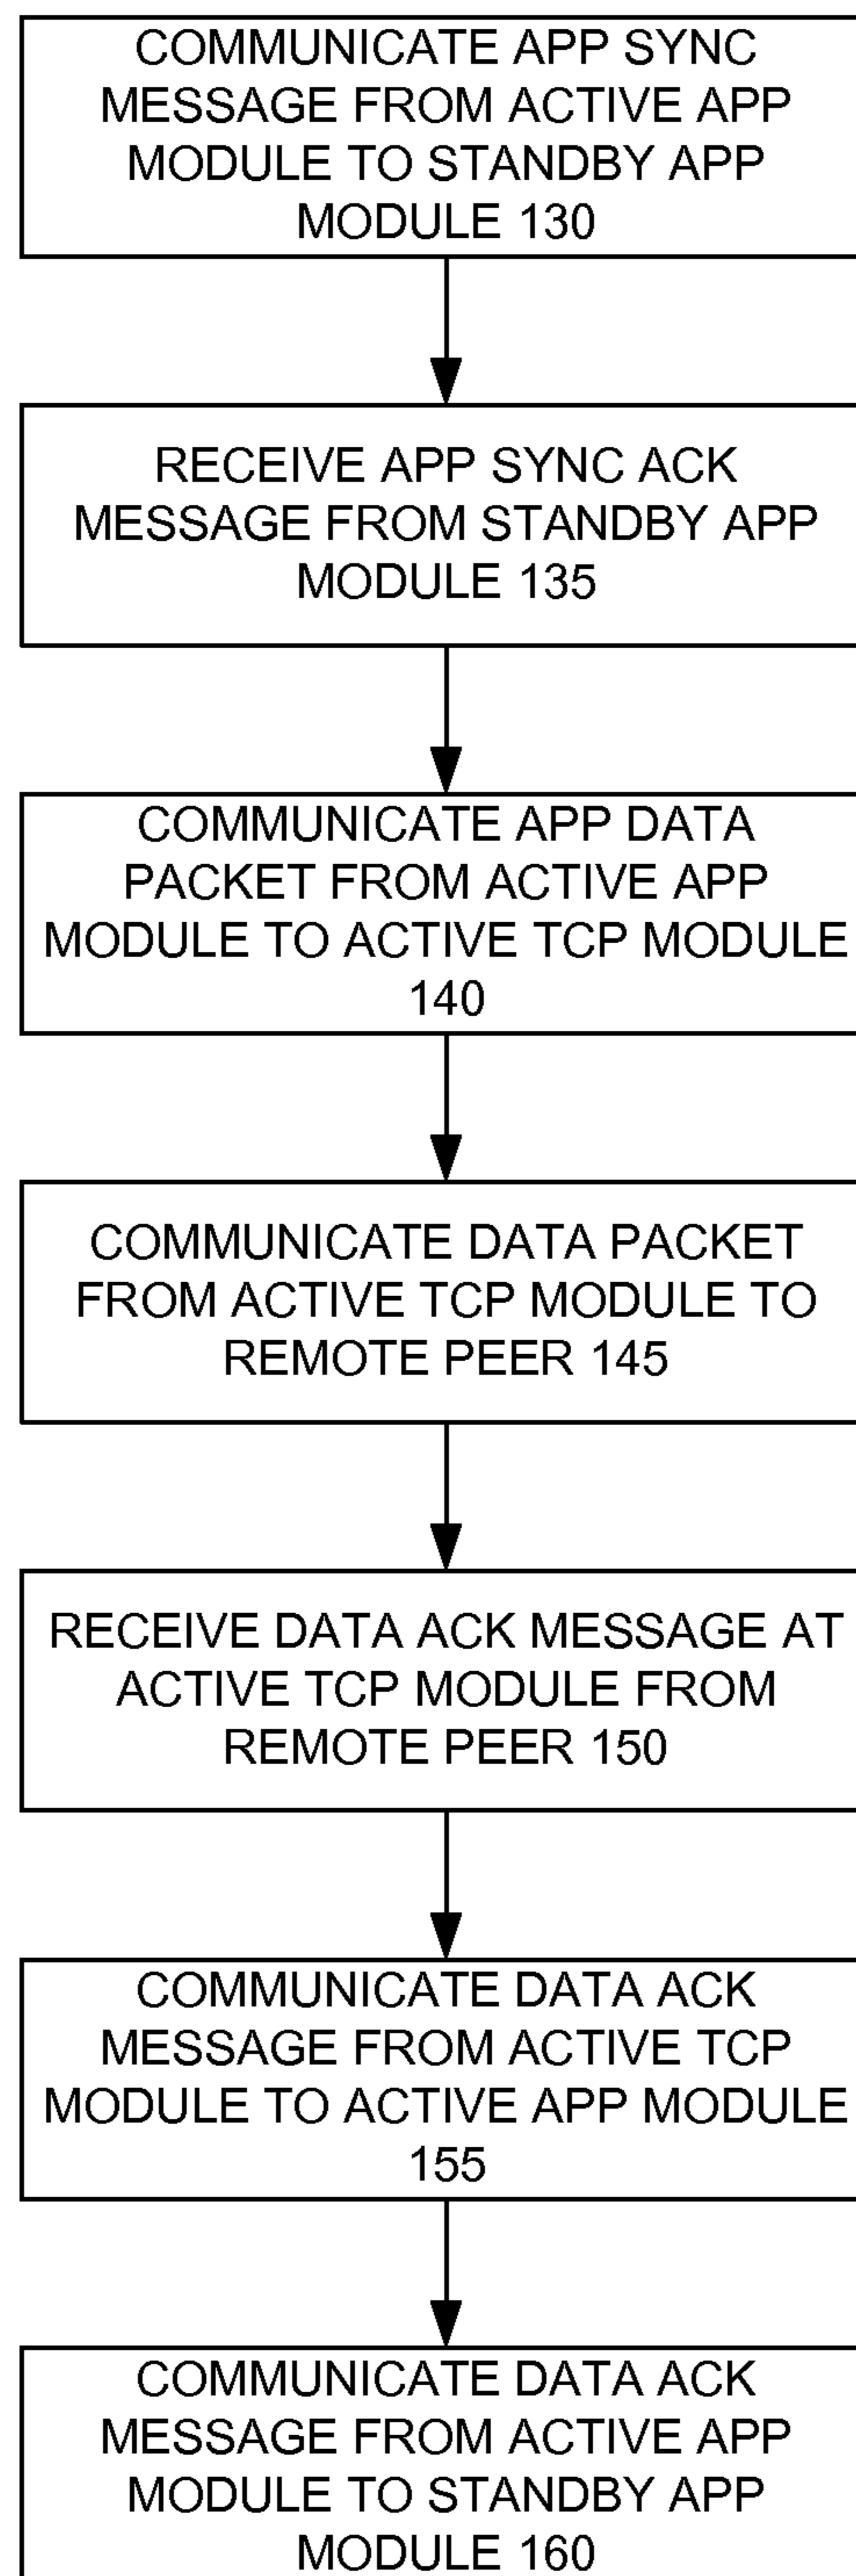 COMMUNICATE APP SYNC
MESSAGE FROM ACTIVE APP
MODULE TO STANDBY APP
MODULE 130
RECEIVE APP SYNC ACK
MESSAGE FROM STANDBY APP
MODULE 135
COMMUNICATE APP DATA
PACKET FROM ACTIVE APP
MODULE TO ACTIVE TCP MODULE
140
COMMUNICATE DATA PACKET
FROM ACTIVE TCP MODULE TO
REMOTE PEER 145
RECEIVE DATA ACK MESSAGE AT
ACTIVE TCP MODULE FROM
REMOTE PEER 150
COMMUNICATE DATA ACK
MESSAGE FROM ACTIVE TCP
MODULE TO ACTIVE APP MODULE
155
COMMUNICATE DATA ACK
MESSAGE FROM ACTIVE APP
MODULE TO STANDBY APP
MODULE 160